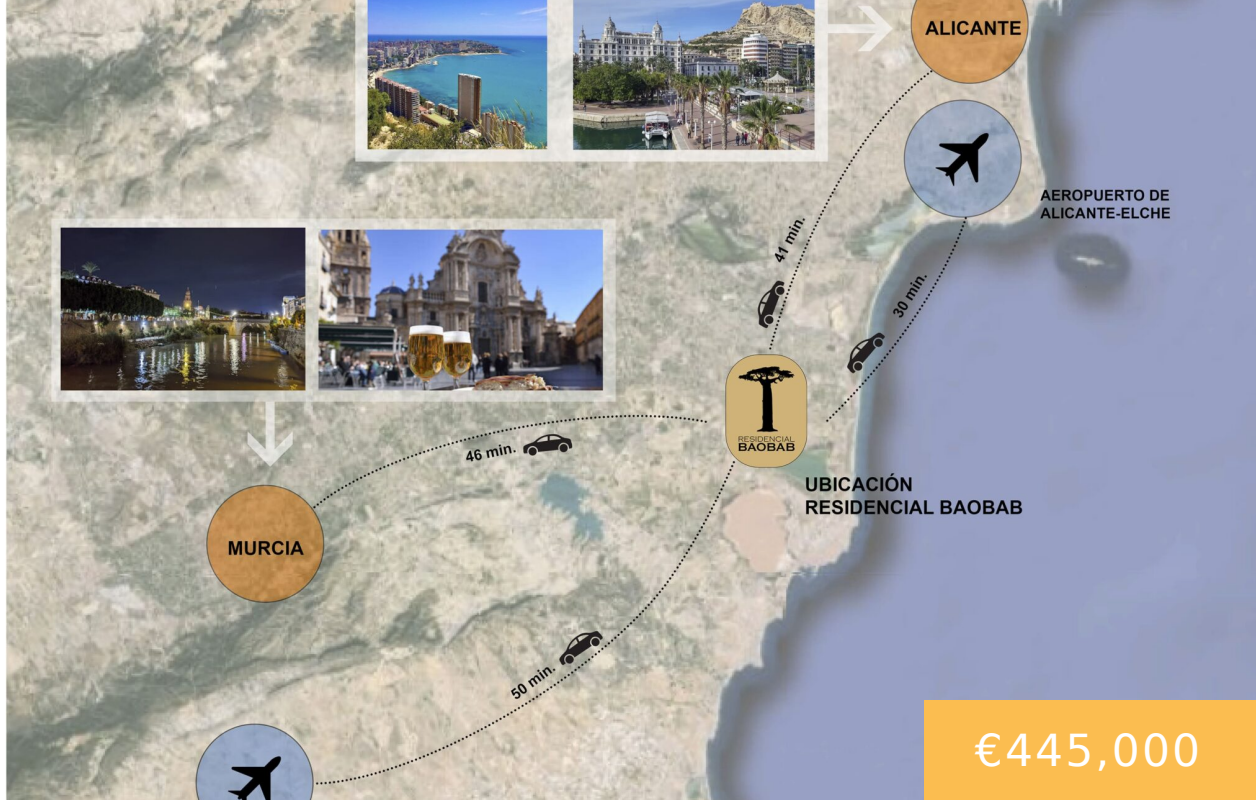 ALICANTE
AEROPUERTO DE
ALICANTE-ELCHE
41 min.
30 min.
RESIDENCIAL
BAOBAB
46 min.
UBICACIÓN
RESIDENCIAL BAOBAB
MURCIA
50 min.
€445,000